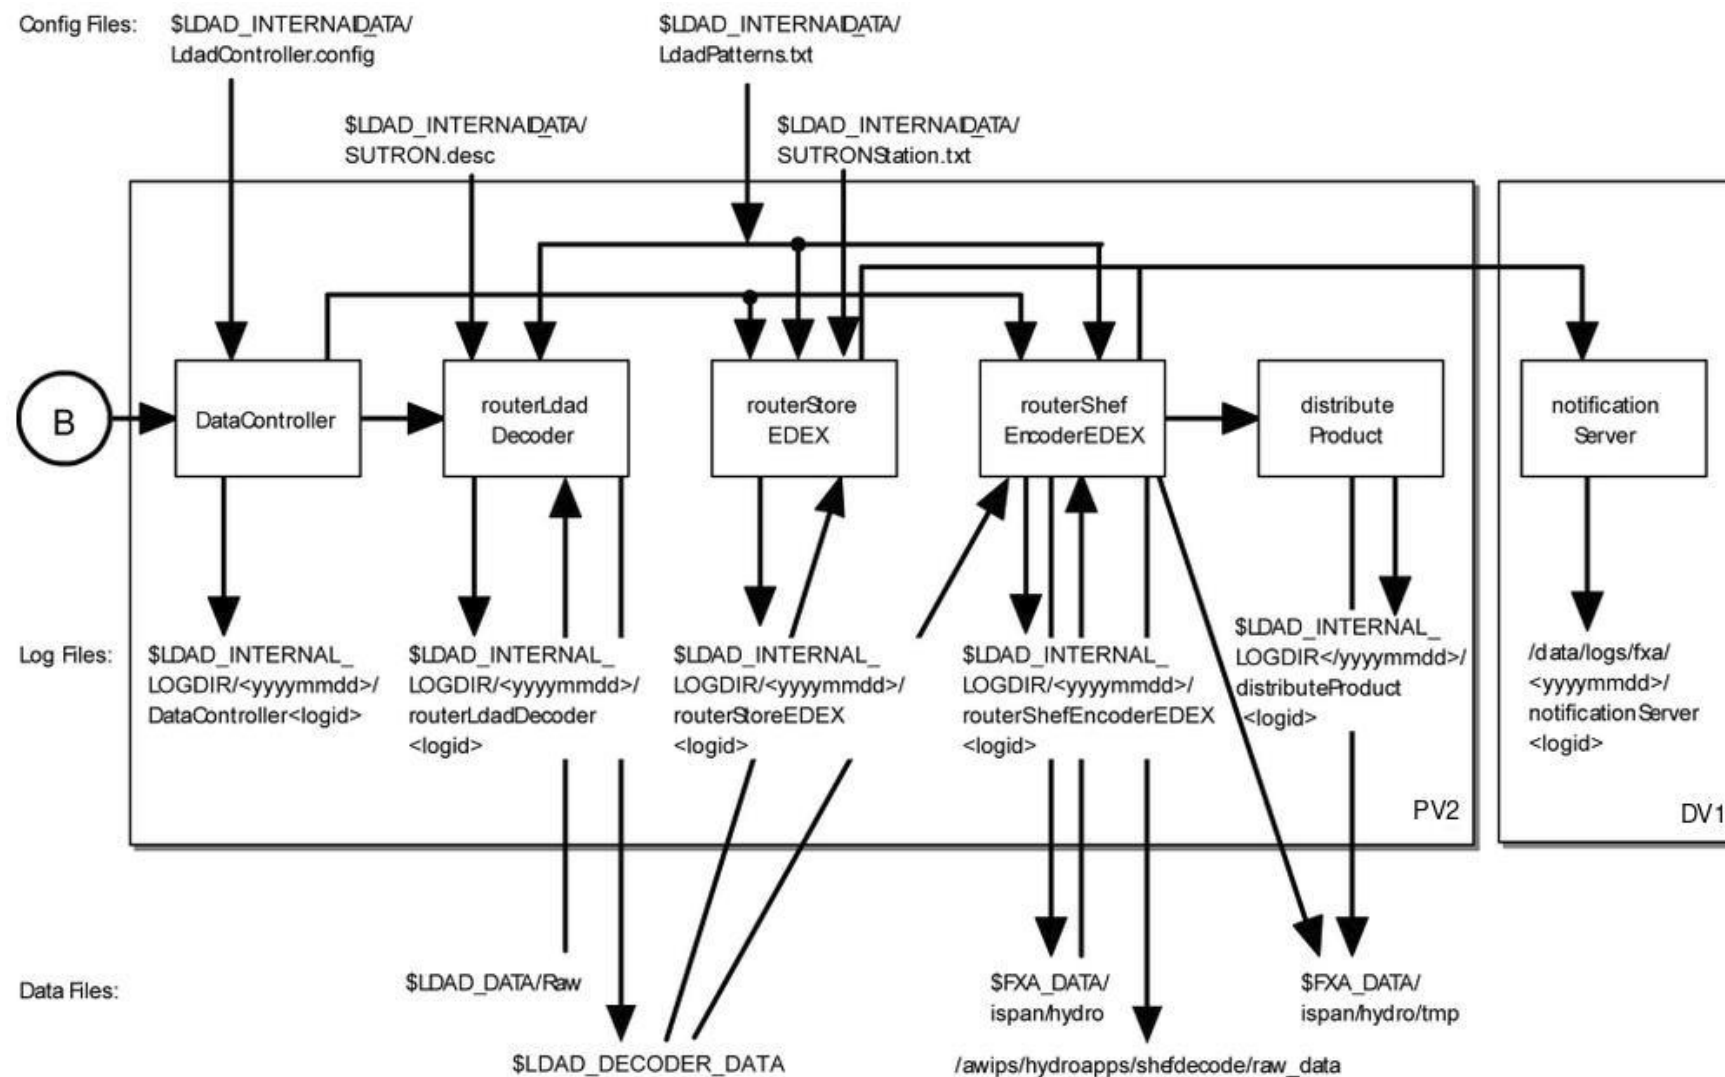 Config Files:
$LDAD_INTERNALDATA/
LdadController.config
$LDAD_INTERNALDATA/
LdadPatterns.txt
$LDAD_INTERNALDATA/
SUTRON.desc
$LDAD_INTERNALDATA/
SUTRONStation.txt
B
DataController
routerLdad
Decoder
routerStore
EDEX
routerShef
EncoderEDEX
distribute
Product
notification
Server
Log Files:
$LDAD_INTERNAL_
LOGDIR/<yyyymmdd>/
DataController<logid>
$LDAD_INTERNAL_
LOGDIR/<yyyymmdd>/
routerLdadDecoder
<logid>
$LDAD_INTERNAL_
LOGDIR/<yyyymmdd>/
routerStoreEDEX
<logid>
$LDAD_INTERNAL_
LOGDIR/<yyyymmdd>/
routerShefEncoderEDEX
<logid>
$LDAD_INTERNAL_
LOGDIR</yyyymmdd>/
distributeProduct
<logid>
/data/logs/fxa/
<yyyymmdd>/
notificationServer
<logid>
PV2
DV1
Data Files:
$LDAD_DATA/Raw
$FXA_DATA/
ispan/hydro
$FXA_DATA/
ispan/hydro/tmp
$LDAD_DECODER_DATA
/awips/hydroapps/shefdecode/raw_data